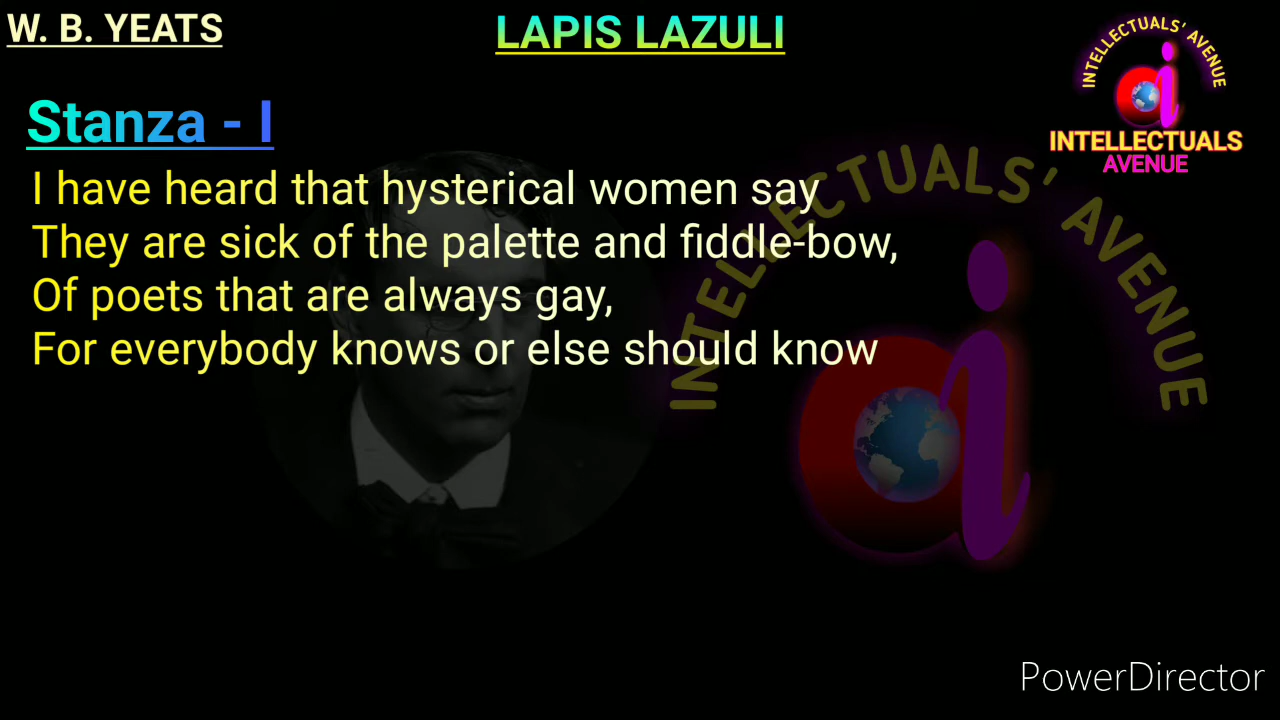 W. B. YEATS
LAPIS LAZULI
INTELLECTUALS' AVENUE
INTELLECTUALS
AVENUE
Stanza - I
I have heard that hysterical women say
They are sick of the palette and fiddle-bow,
Of poets that are always gay,
For everybody knows or else should know
INTELLECTUALS' AVENUE
PowerDirector